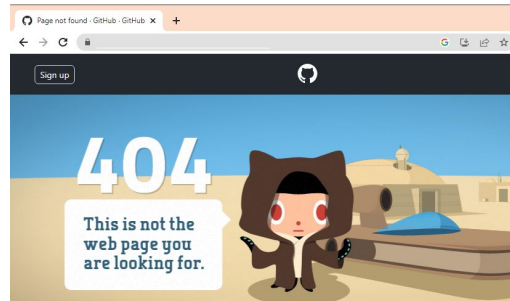 Page not found · GitHub · GitHub
Sign up
404
This is not the
web page you
are looking for.